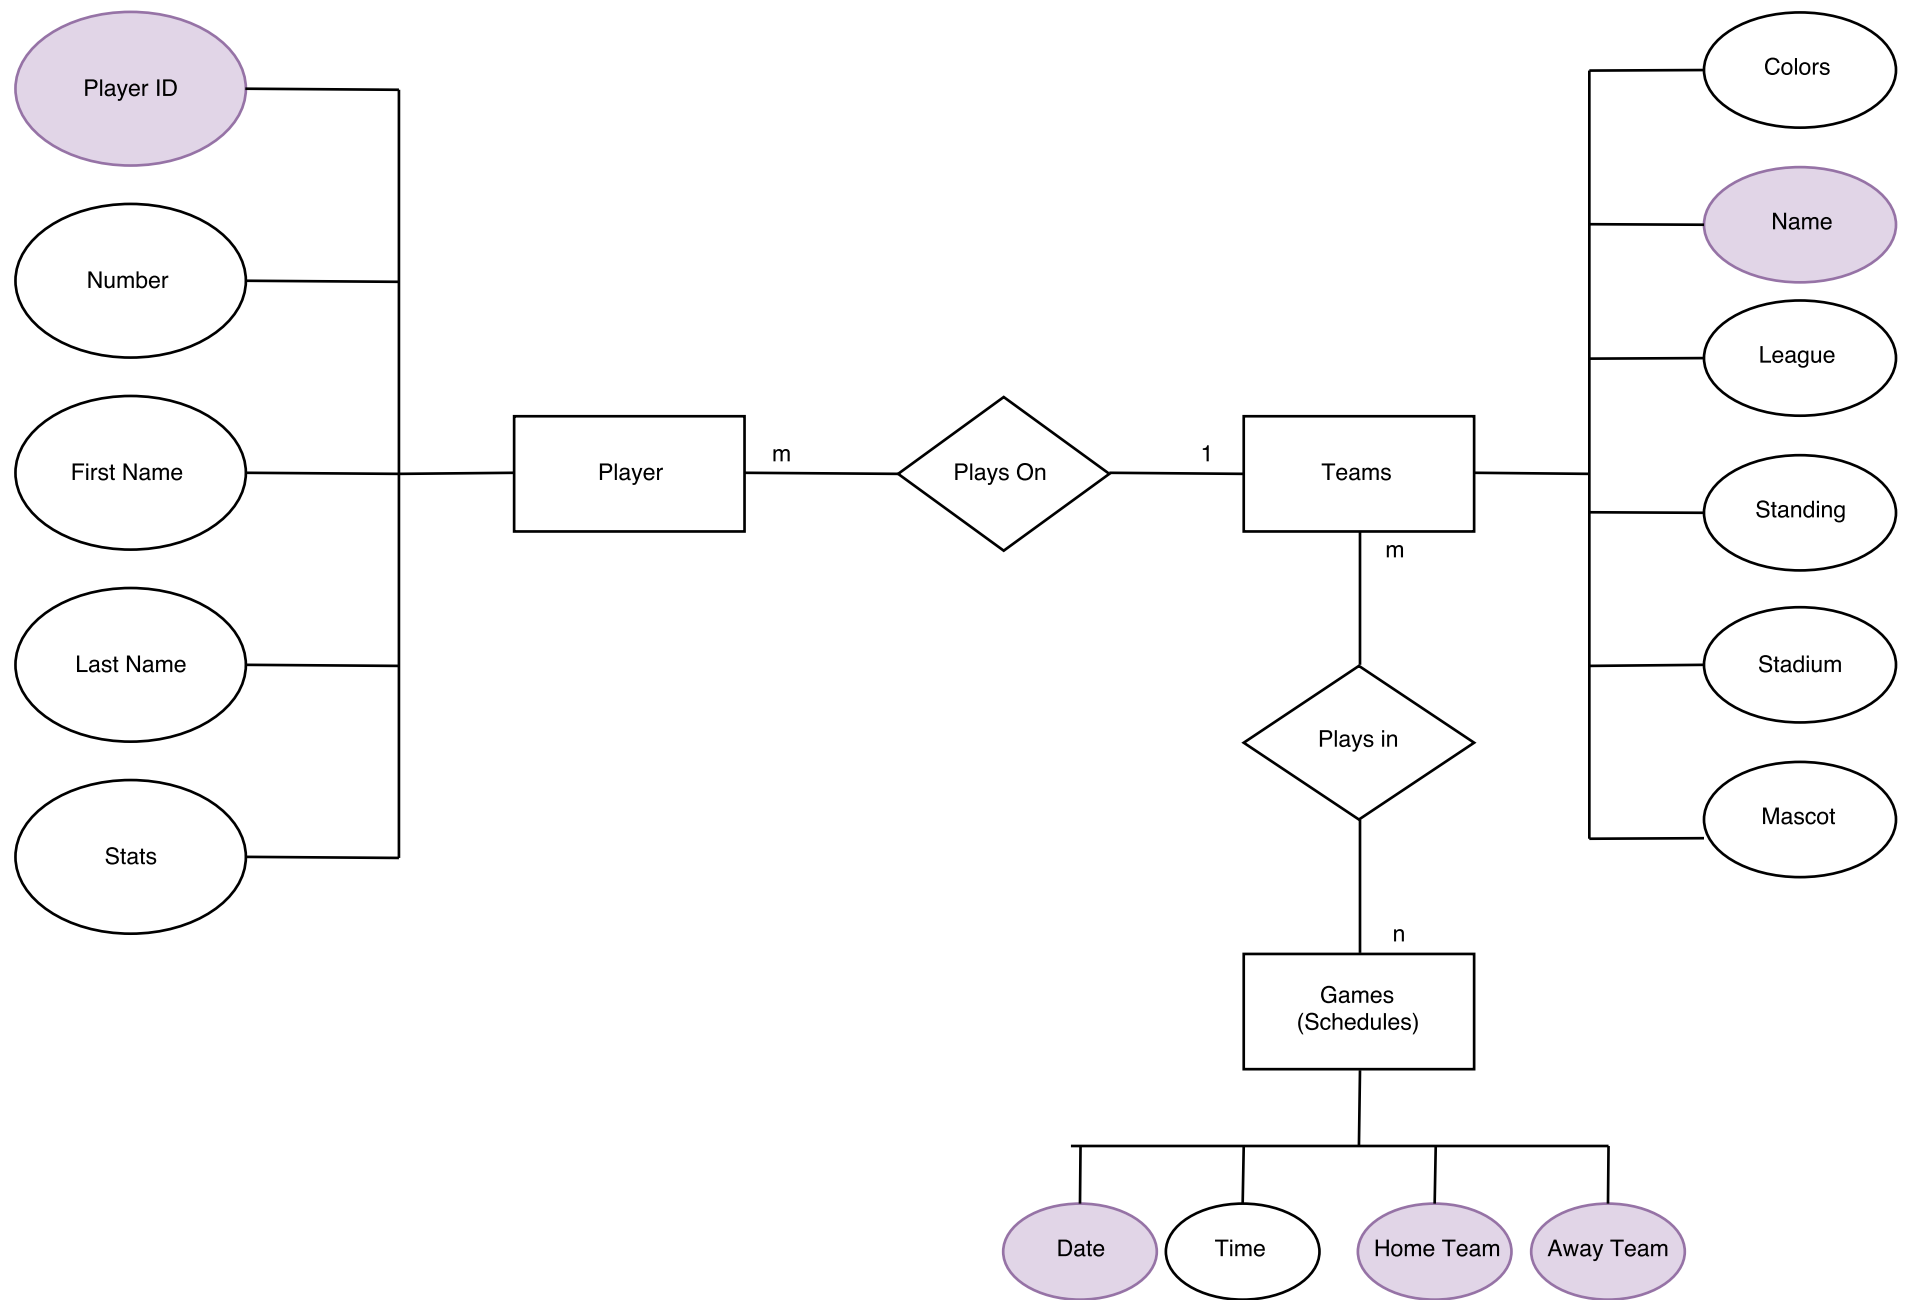 Player ID
Number
First Name
Last Name
Stats
Player
m
Plays On
1
Teams
Colors
Name
League
Standing
Stadium
Mascot
m
Plays in
n
Games
(Schedules)
Date
Time
Home Team
Away Team